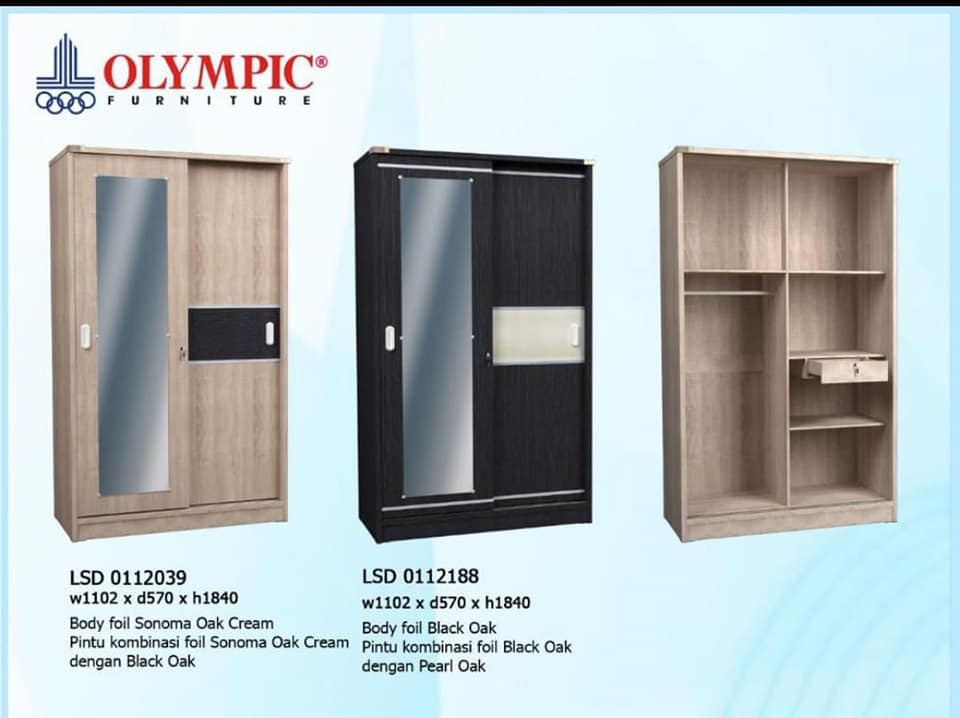 OLYMPIC®
FURNITURE
LSD 0112039
w1102 x d570 x h1840
Body foil Sonoma Oak Cream
Pintu kombinasi foil Sonoma Oak Cream
dengan Black Oak
LSD 0112188
w1102 x d570 x h1840
Body foil Black Oak
Pintu kombinasi foil Black Oak
dengan Pearl Oak